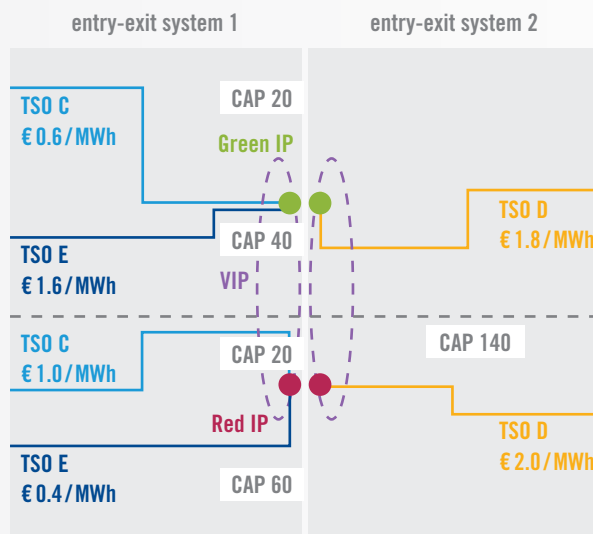 entry-exit system 1
entry-exit system 2
TSO C
€ 0.6 / MWh
CAP 20
Green IP
TSO D
€ 1.8 / MWh
TSO E
€ 1.6 / MWh
CAP 40
VIP
TSO C
€ 1.0 / MWh
CAP 20
CAP 140
Red IP
TSO D
€ 2.0 / MWh
TSO E
€ 0.4 / MWh
CAP 60